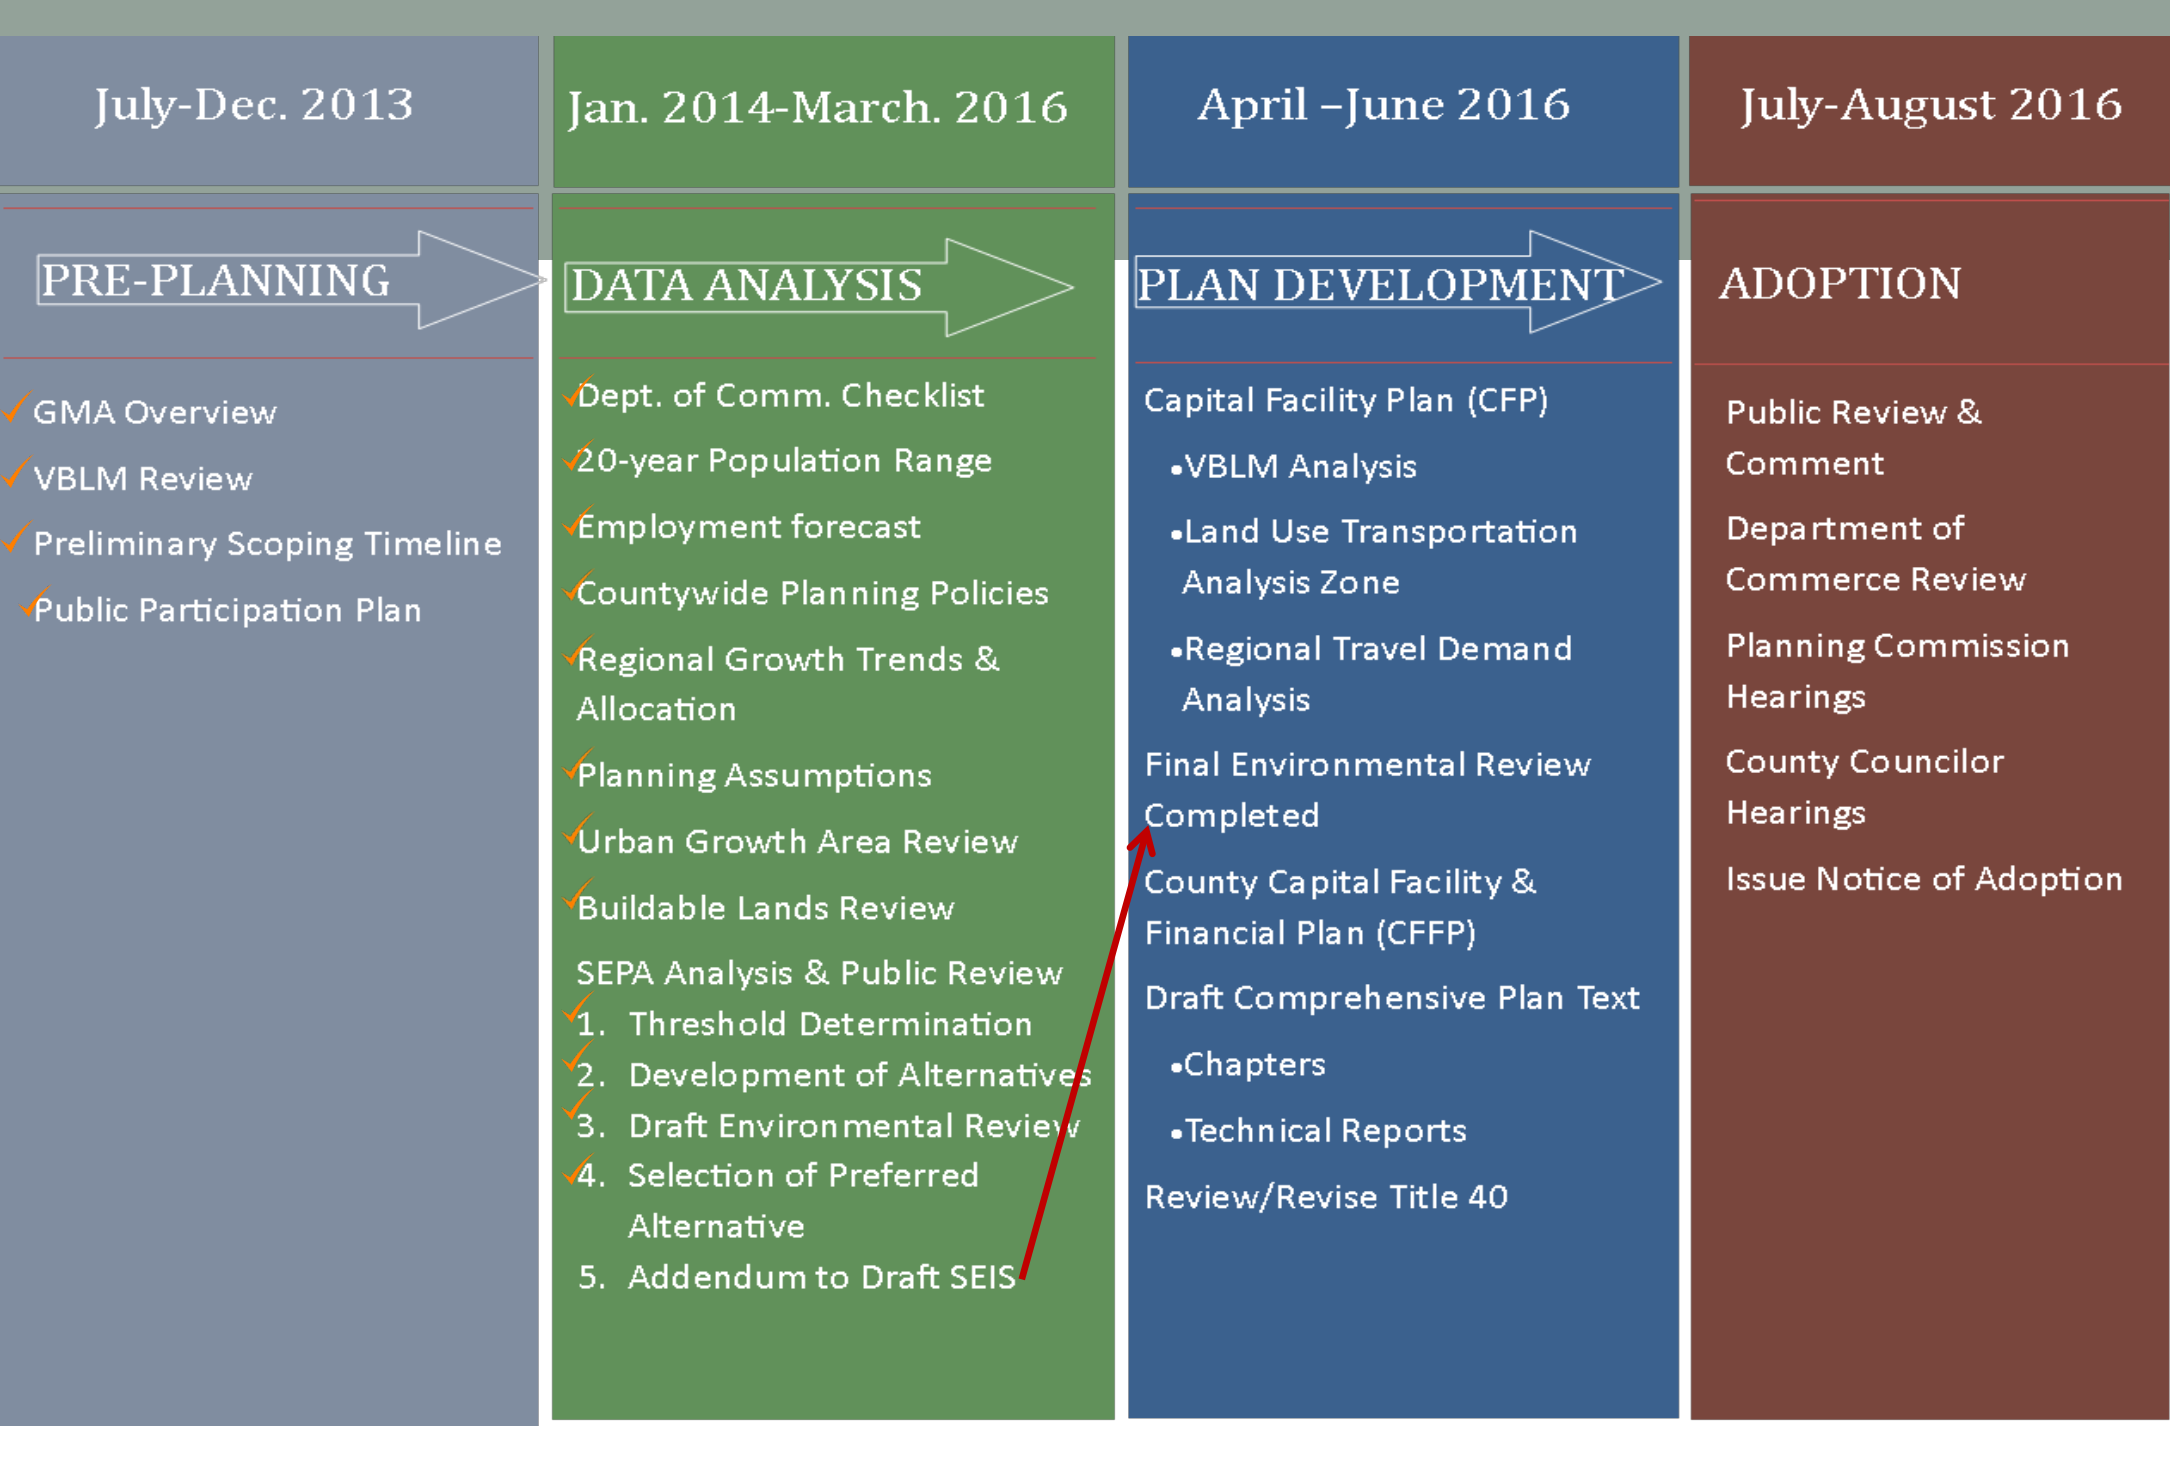 July-Dec. 2013
PRE-PLANNING
GMA Overview
VBLM Review
Preliminary Scoping Timeline
Public Participation Plan
Jan. 2014-March. 2016
DATA ANALYSIS
Dept. of Comm. Checklist
20-year Population Range
Employment forecast
Countywide Planning Policies
Regional Growth Trends &
Allocation
Planning Assumptions
Urban Growth Area Review
Buildable Lands Review
SEPA Analysis & Public Review
1. Threshold Determination
2. Development of Alternatives
3. Draft Environmental Review
4. Selection of Preferred
Alternative
5. Addendum to Draft SEIS
April –June 2016
PLAN DEVELOPMENT
Capital Facility Plan (CFP)
•VBLM Analysis
•Land Use Transportation
Analysis Zone
•Regional Travel Demand
Analysis
Final Environmental Review
Completed
County Capital Facility &
Financial Plan (CFFP)
Draft Comprehensive Plan Text
•Chapters
•Technical Reports
Review/Revise Title 40
July-August 2016
ADOPTION
Public Review &
Comment
Department of
Commerce Review
Planning Commission
Hearings
County Councilor
Hearings
Issue Notice of Adoption